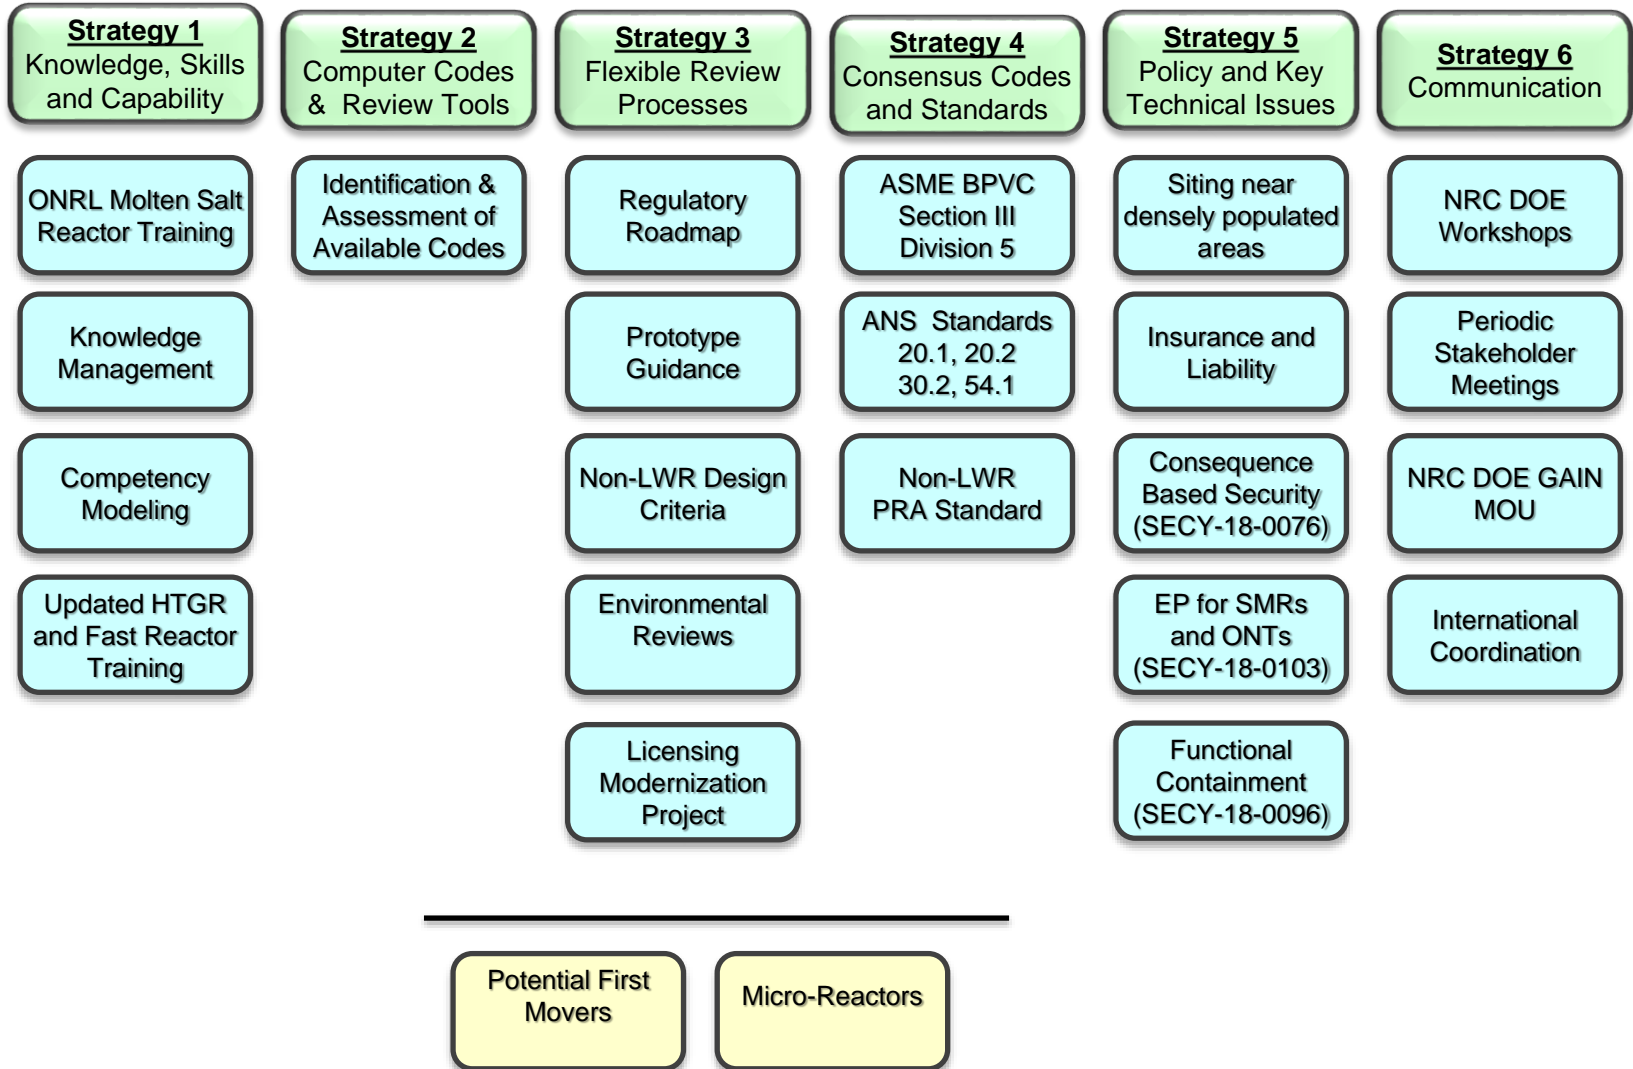 Strategy 1
Knowledge, Skills
and Capability
ONRL Molten Salt
Reactor Training
Knowledge
Management
Competency
Modeling
Updated HTGR
and Fast Reactor
Training
Strategy 2
Computer Codes
& Review Tools
Identification &
Assessment of
Available Codes
Strategy 3
Flexible Review
Processes
Regulatory
Roadmap
Prototype
Guidance
Non-LWR Design
Criteria
Environmental
Reviews
Licensing
Modernization
Project
Strategy 4
Consensus Codes
and Standards
ASME BPVC
Section III
Division 5
ANS Standards
20.1, 20.2
30.2, 54.1
Non-LWR
PRA Standard
Strategy 5
Policy and Key
Technical Issues
Siting near
densely populated
areas
Insurance and
Liability
Consequence
Based Security
(SECY-18-0076)
EP for SMRs
and ONTs
(SECY-18-0103)
Functional
Containment
(SECY-18-0096)
Strategy 6
Communication
NRC DOE
Workshops
Periodic
Stakeholder
Meetings
NRC DOE GAIN
MOU
International
Coordination
Potential First
Movers
Micro-Reactors